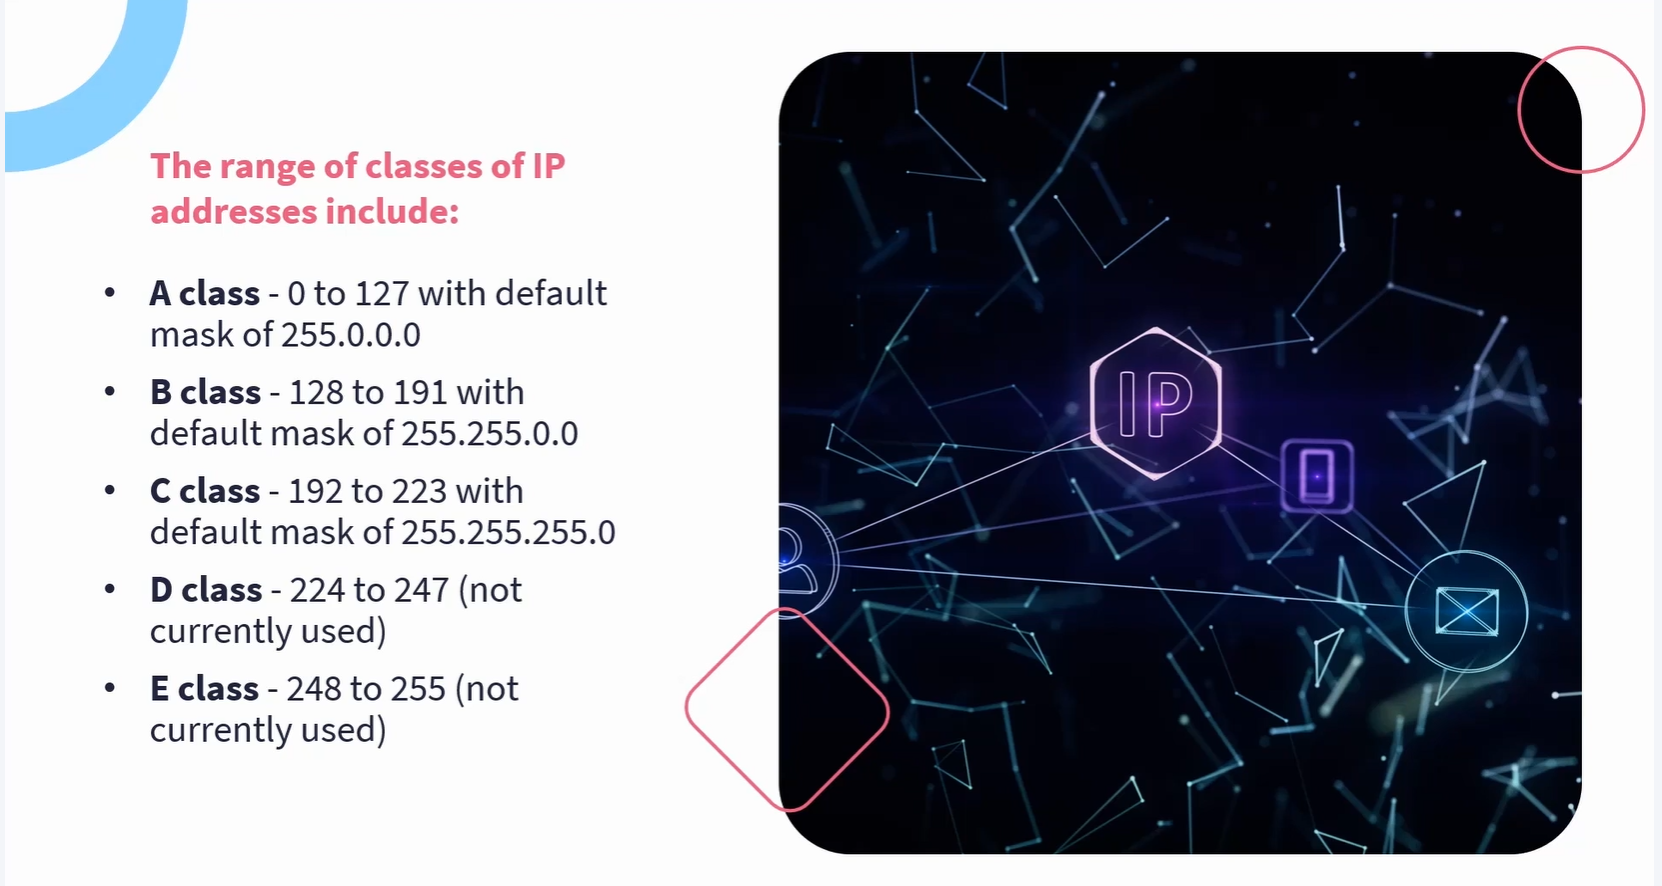 The range of classes of IP
addresses include:
• A class - 0 to 127 with default
mask of 255.0.0.0
• B class - 128 to 191 with
default mask of 255.255.0.0
• C class - 192 to 223 with
default mask of 255.255.255.0
• D class - 224 to 247 (not
currently used)
• E class - 248 to 255 (not
currently used)
IP